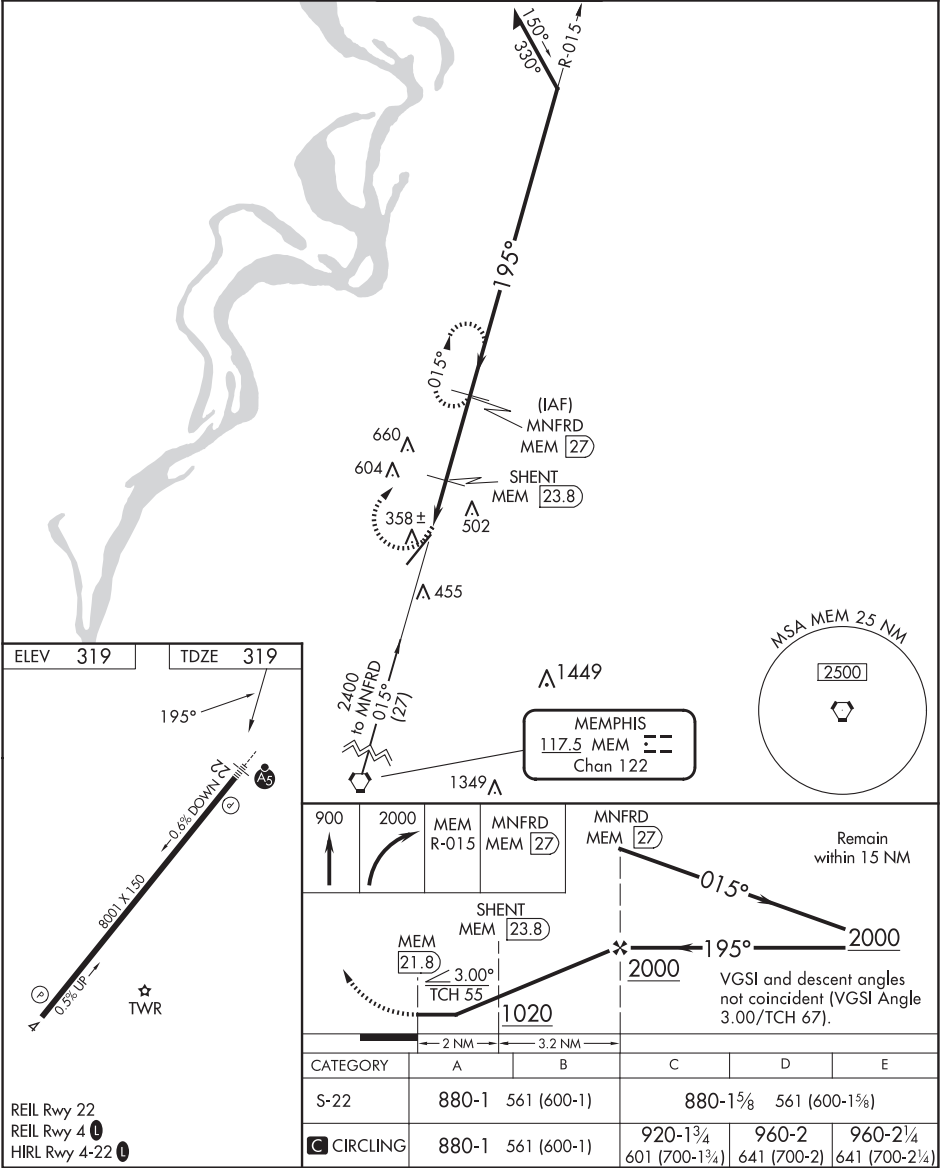 150°
330°
R-015
195°
015°
(IAF)
MNFRD
MEM 27
660
604
SHENT
MEM 23.8
358 ±
502
455
2400
to MNFRD
015°
(27)
1449
MSA MEM 25 NM
2500
MEMPHIS
117.5 MEM
Chan 122
1349
ELEV 319
TDZE 319
195°
22
A5
P
0.6% DOWN
8001 X 150
P
0.5% UP
4
TWR
REIL Rwy 22
REIL Rwy 4 L
HIRL Rwy 4-22 L
900
2000
MEM
R-015
MNFRD
MEM 27
MNFRD
MEM 27
Remain
within 15 NM
015°
SHENT
MEM 23.8
MEM
21.8
3.00°
TCH 55
1020
2000
195°
2000
VGSI and descent angles
not coincident (VGSI Angle
3.00/TCH 67).
2 NM
3.2 NM
CATEGORY A B C D E
S-22 880-1 561 (600-1) 880-1⅝ 561 (600-1⅝)
C CIRCLING 880-1 561 (600-1) 920-1¾ 960-2 960-2¼
601 (700-1¾) 641 (700-2) 641 (700-2¼)